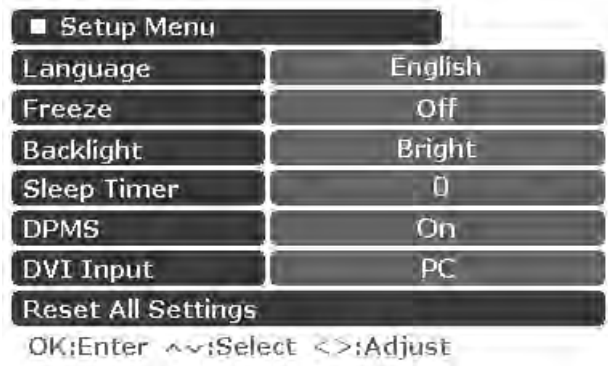 ■ Setup Menu
Language English
Freeze Off
Backlight Bright
Sleep Timer 0
DPMS On
DVI Input PC
Reset All Settings
OK:Enter ︿﹀:Select <>:Adjust